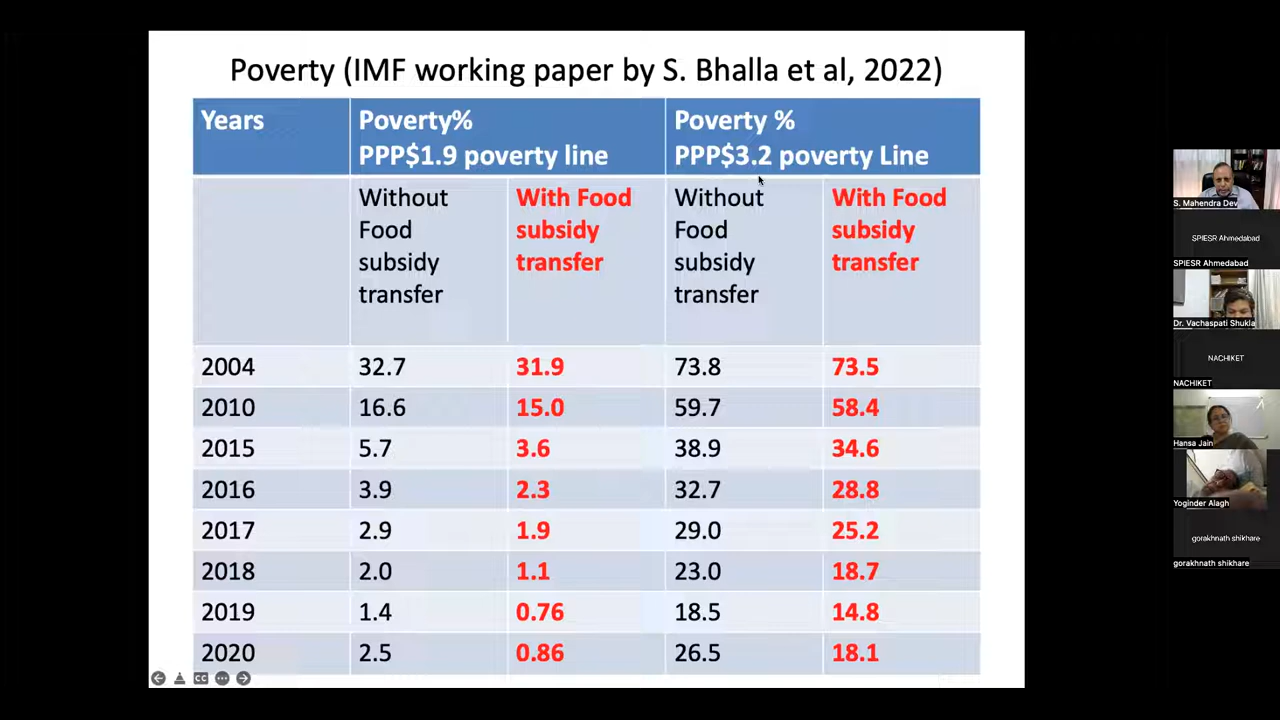 Poverty (IMF working paper by S. Bhalla et al, 2022)
Years Poverty% Poverty %
PPP$1.9 poverty line PPP$3.2 poverty Line
Without With Food Without With Food
Food subsidy Food subsidy
subsidy transfer subsidy transfer
transfer transfer
2004 32.7 31.9 73.8 73.5
2010 16.6 15.0 59.7 58.4
2015 5.7 3.6 38.9 34.6
2016 3.9 2.3 32.7 28.8
2017 2.9 1.9 29.0 25.2
2018 2.0 1.1 23.0 18.7
2019 1.4 0.76 18.5 14.8
2020 2.5 0.86 26.5 18.1
CC
S. Mahendra Dev
SPIESR Ahmedabad
SPIESR Ahmedabad
Dr. Vachaspati Shukla
NACHIKET
NACHIKET
Hansa Jain
Yoginder Alagh
gorakhnath shikhare
gorakhnath shikhare